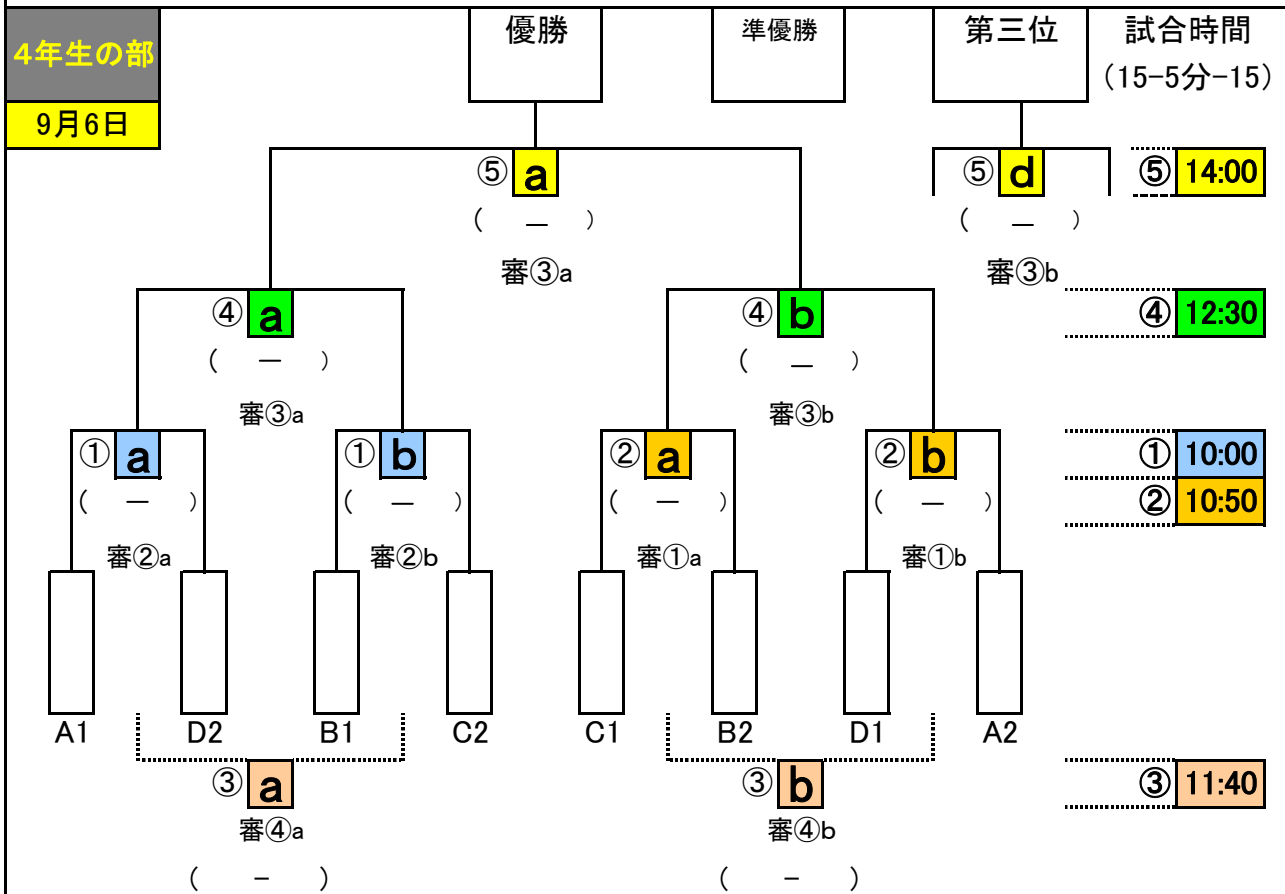 優勝 準優勝 第三位 試合時間
4年生の部
（15-5分-15）
9月6日
⑤ a ⑤ d ⑤ 14:00
（ － ） （ － ）
審③a 審③b
④ a ④ b ④ 12:30
（ － ） （ － ）
審③a 審③b
① a ① b ② a ② b ① 10:00
（ － ） （ － ） （ － ） （ － ） ② 10:50
審②a 審②b 審①a 審①b
A1 D2 B1 C2 C1 B2 D1 A2
③ a ③ b ③ 11:40
審④a 審④b
（ － ） （ － ）